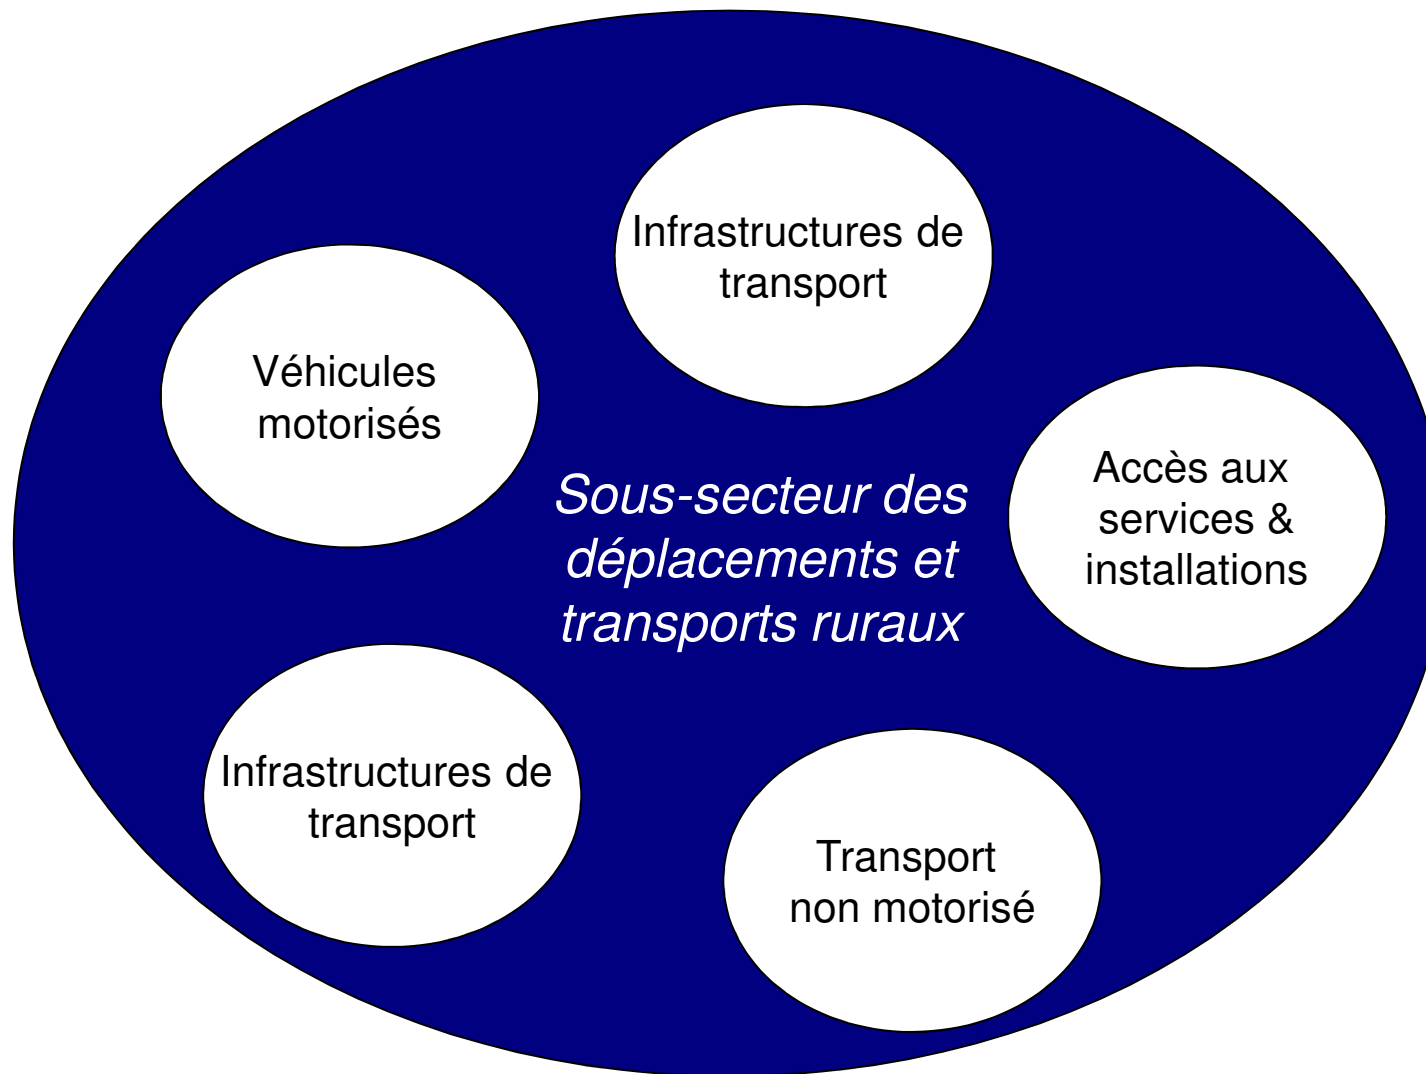 Infrastructures de
transport
Véhicules
motorisés
Accès aux
services &
installations
Sous-secteur des
déplacements et
transports ruraux
Infrastructures de
transport
Transport
non motorisé